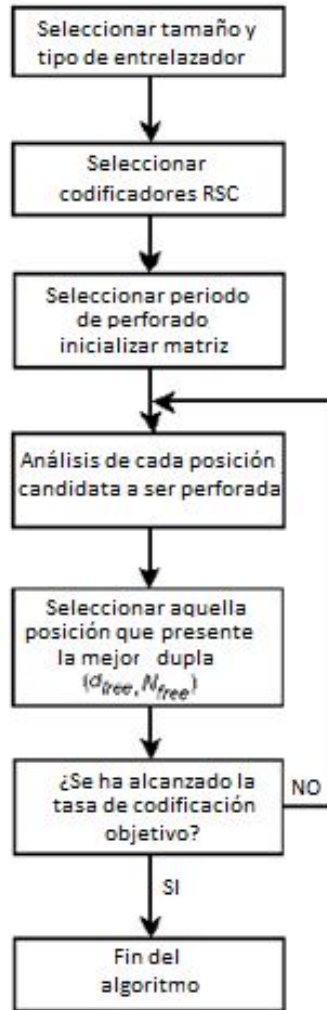 Seleccionar tamaño y
tipo de entrelazador
Seleccionar
codificadores RSC
Seleccionar periodo
de perforado
inicializar matriz
Análisis de cada posición
candidata a ser perforada
Seleccionar aquella
posición que presente
la mejor dupla
(d_free, N_free)
¿Se ha alcanzado la
tasa de codificación
objetivo?
NO
SI
Fin del
algoritmo